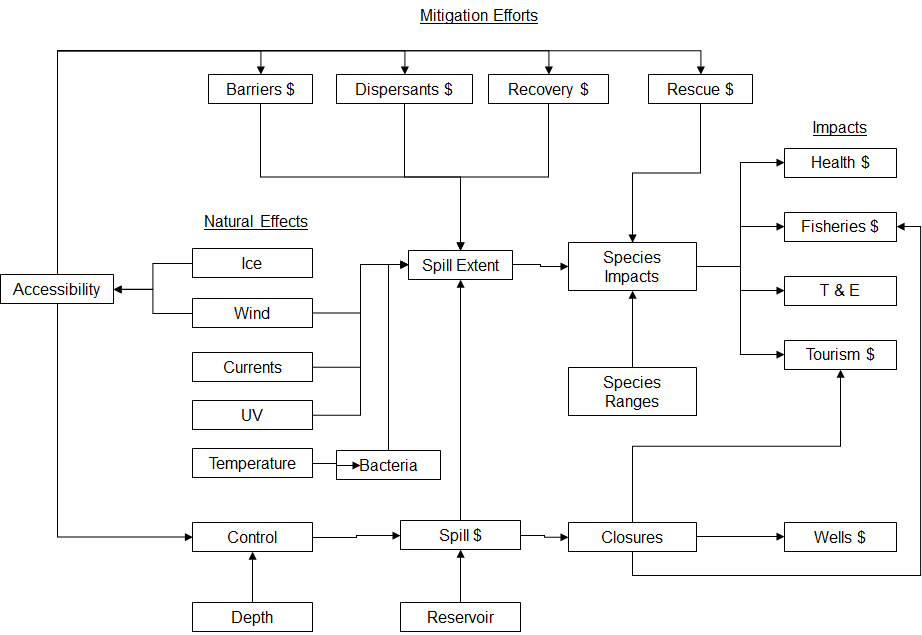 Mitigation Efforts
Barriers $
Dispersants $
Recovery $
Rescue $
Impacts
Health $
Natural Effects
Fisheries $
Ice
Spill Extent
Species
Impacts
Accessibility
T & E
Wind
Currents
Tourism $
Species
Ranges
UV
Temperature
Bacteria
Control
Spill $
Closures
Wells $
Depth
Reservoir